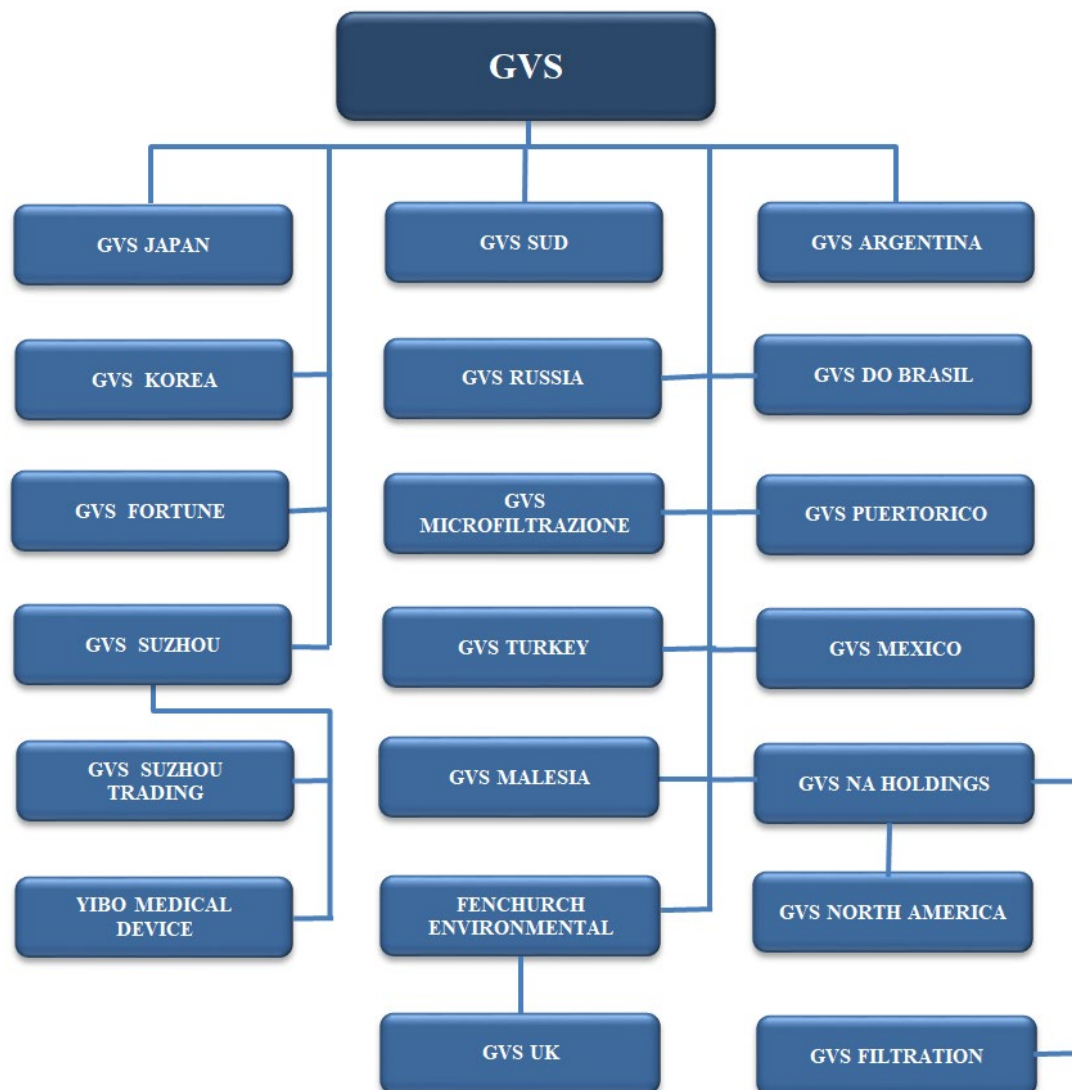 GVS
GVS JAPAN
GVS SUD
GVS ARGENTINA
GVS KOREA
GVS RUSSIA
GVS DO BRASIL
GVS FORTUNE
GVS
MICROFILTRAZIONE
GVS PUERTORICO
GVS SUZHOU
GVS TURKEY
GVS MEXICO
GVS SUZHOU
TRADING
GVS MALESIA
GVS NA HOLDINGS
YIBO MEDICAL
DEVICE
FENCHURCH
ENVIRONMENTAL
GVS NORTH AMERICA
GVS UK
GVS FILTRATION